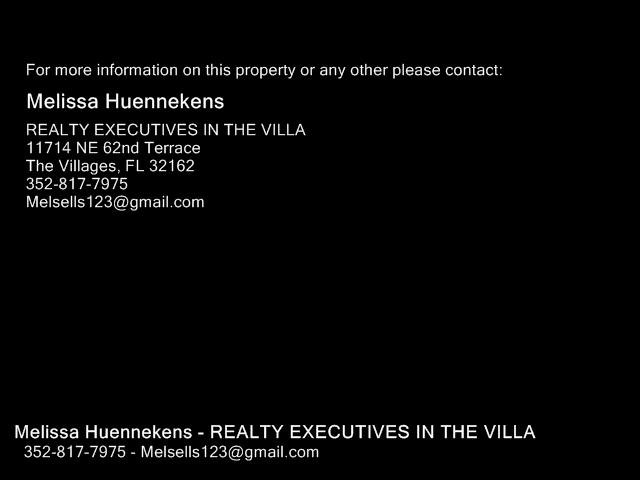 For more information on this property or any other please contact:
Melissa Huennekens
REALTY EXECUTIVES IN THE VILLA
11714 NE 62nd Terrace
The Villages, FL 32162
352-817-7975
Melsells123@gmail.com
Melissa Huennekens - REALTY EXECUTIVES IN THE VILLA
352-817-7975 - Melsells123@gmail.com